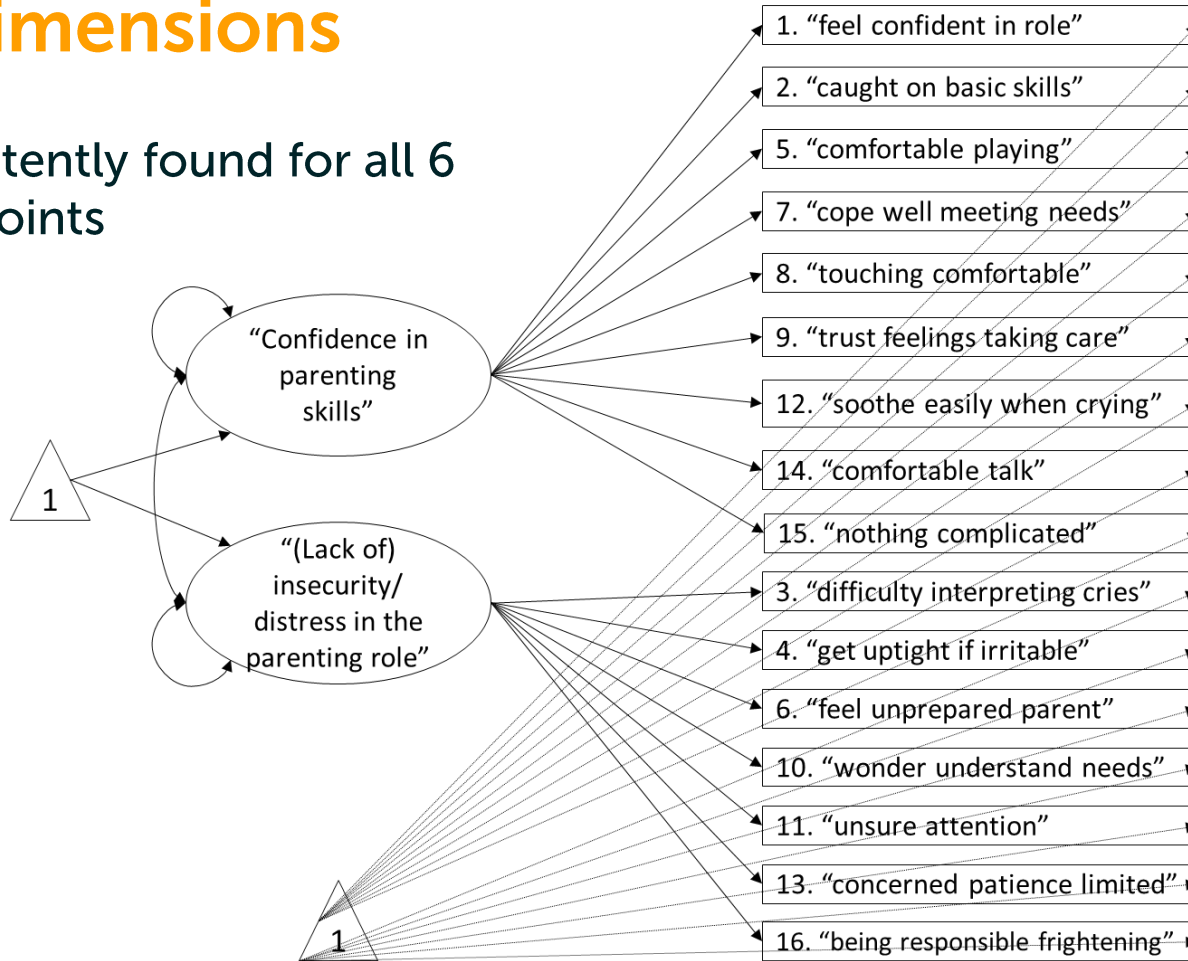 imensions
tently found for all 6
oints
“Confidence in
parenting
skills”
1
“(Lack of)
insecurity/
distress in the
parenting role”
1
1. “feel confident in role”
2. “caught on basic skills”
5. “comfortable playing”
7. “cope well meeting needs”
8. “touching comfortable”
9. “trust feelings taking care”
12. “soothe easily when crying”
14. “comfortable talk”
15. “nothing complicated”
3. “difficulty interpreting cries”
4. “get uptight if irritable”
6. “feel unprepared parent”
10. “wonder understand needs”
11. “unsure attention”
13. “concerned patience limited”
16. “being responsible frightening”